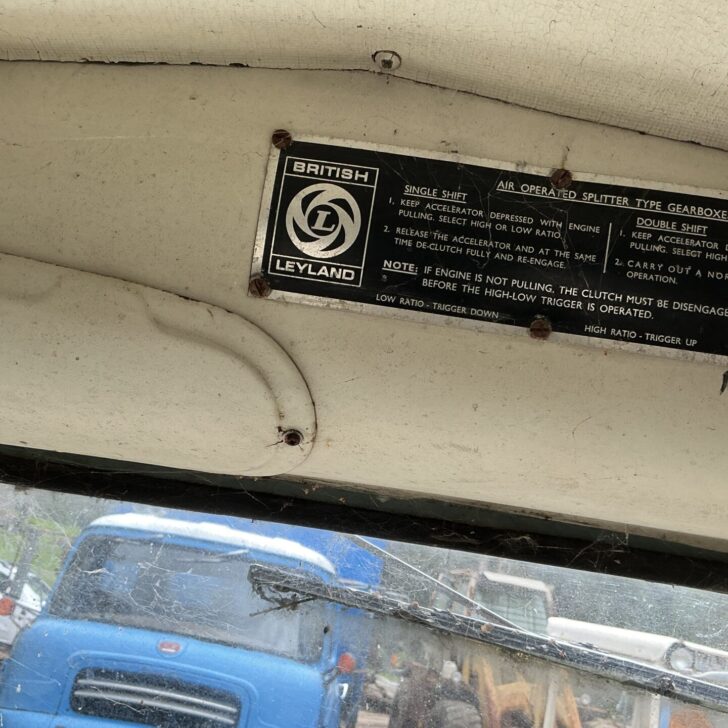 BRITISH
L
LEYLAND
AIR OPERATED SPLITTER TYPE GEARBOXE
SINGLE SHIFT
1. KEEP ACCELERATOR DEPRESSED WITH ENGINE
PULLING. SELECT HIGH OR LOW RATIO.
2. RELEASE THE ACCELERATOR AND AT THE SAME
TIME DE-CLUTCH FULLY AND RE-ENGAGE.
DOUBLE SHIFT
1. KEEP ACCELERATOR
PULLING. SELECT HIGH
2. CARRY OUT A NOR
OPERATION.
NOTE: IF ENGINE IS NOT PULLING, THE CLUTCH MUST BE DISENGAGE
BEFORE THE HIGH-LOW TRIGGER IS OPERATED.
LOW RATIO - TRIGGER DOWN
HIGH RATIO - TRIGGER UP